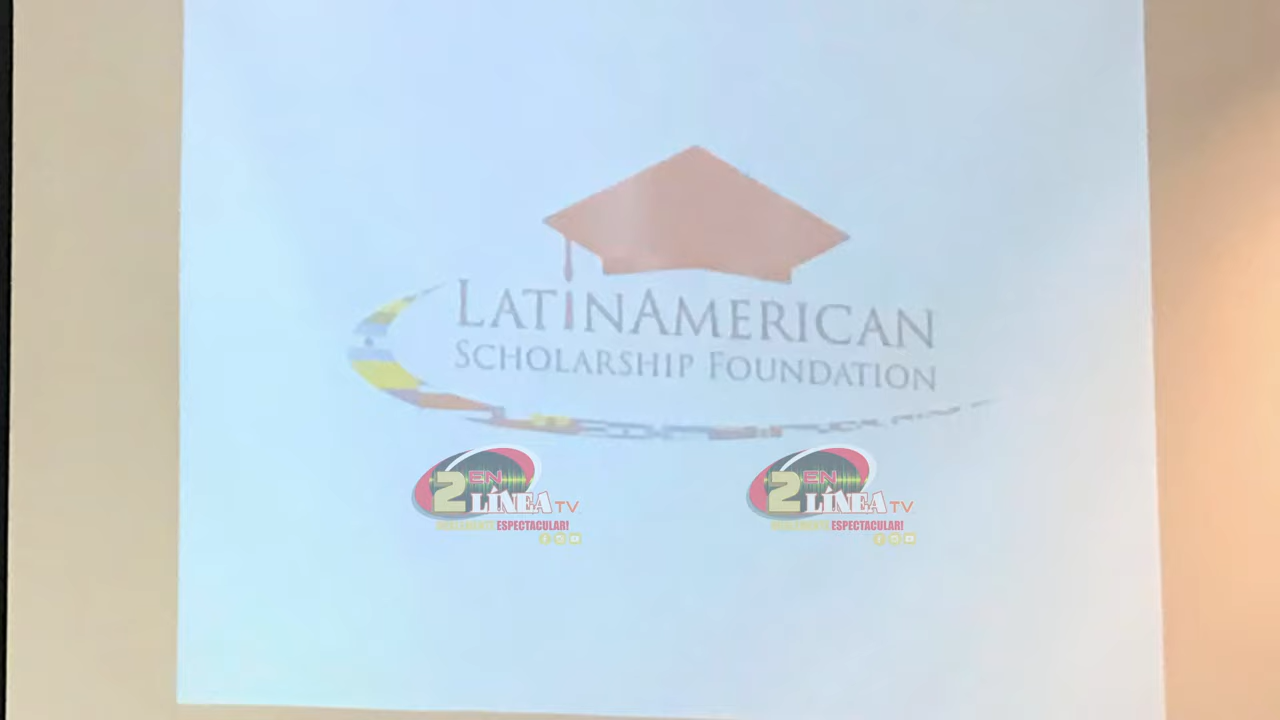 LATINAMERICAN
SCHOLARSHIP FOUNDATION
2 EN LÍNEA TV
ESPECTACULAR!
2 EN LÍNEA TV
ESPECTACULAR!